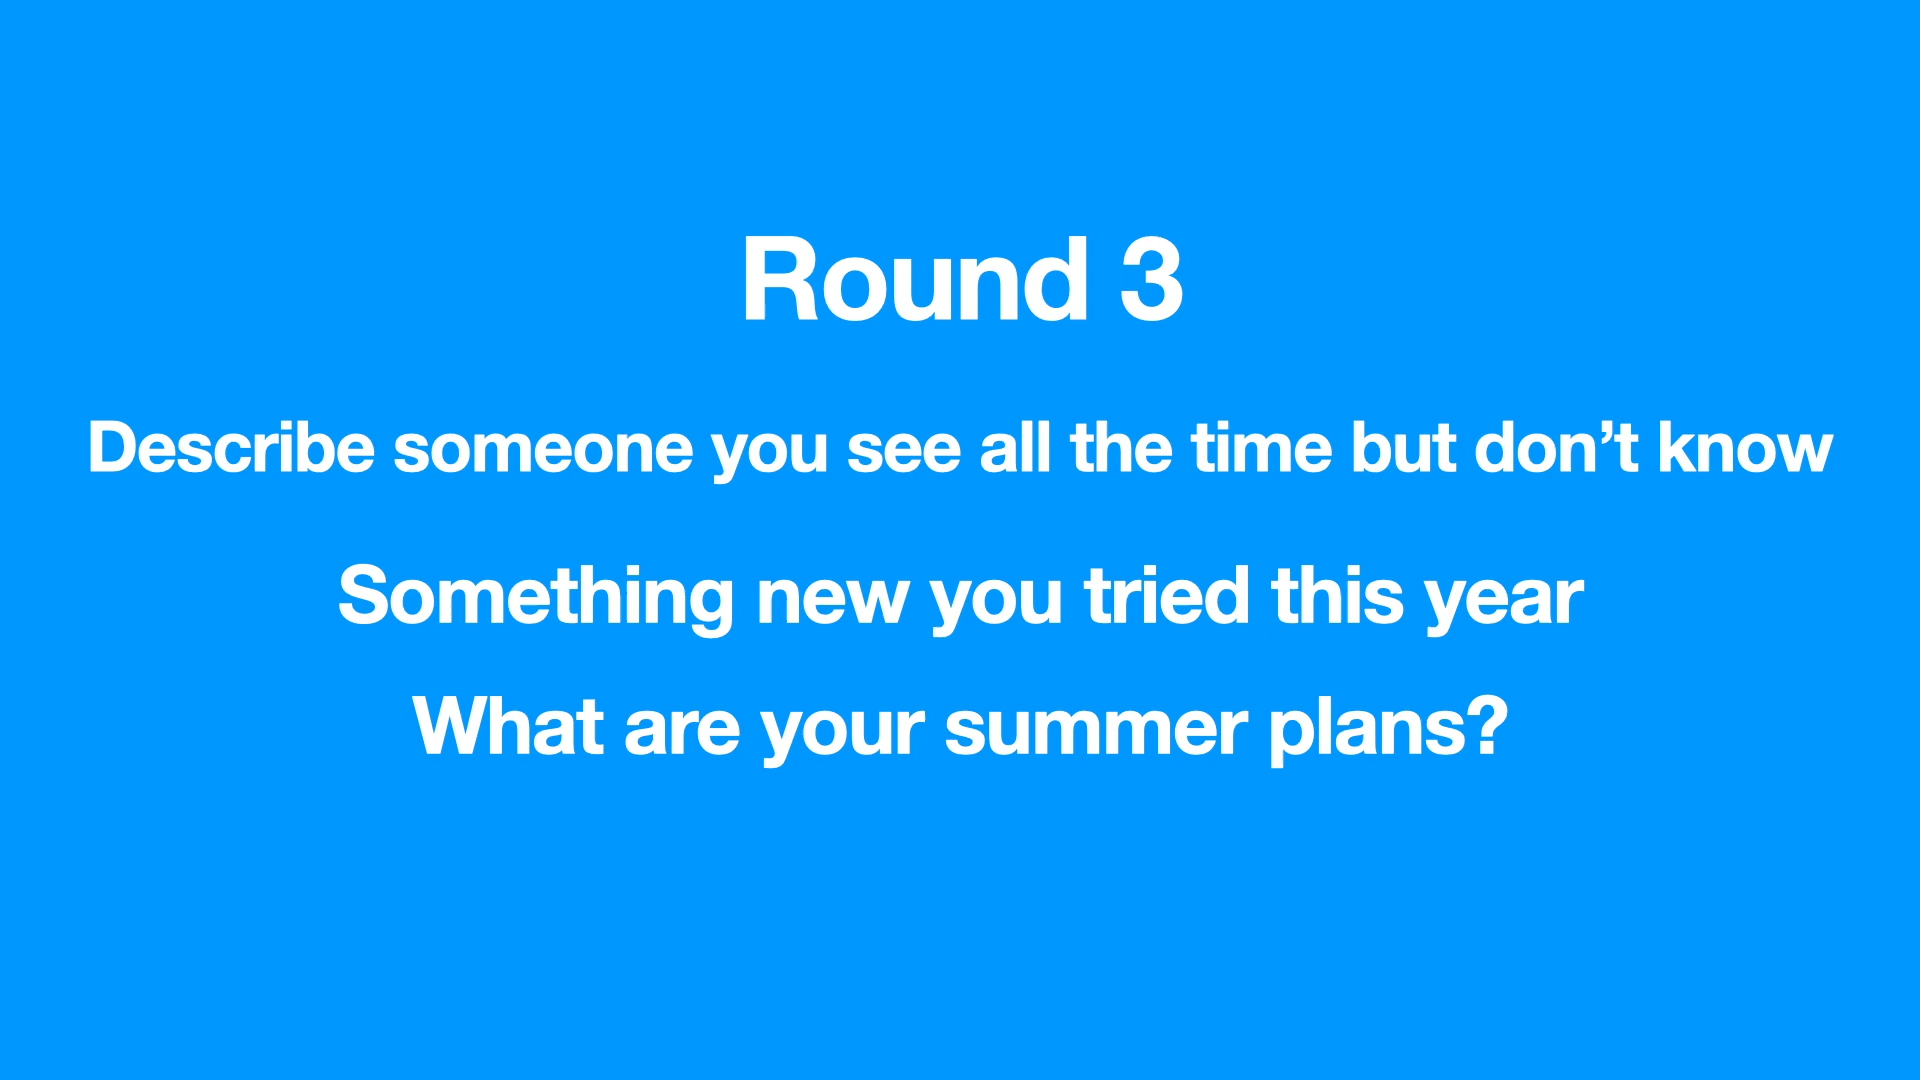 Round 3
Describe someone you see all the time but don’t know
Something new you tried this year
What are your summer plans?